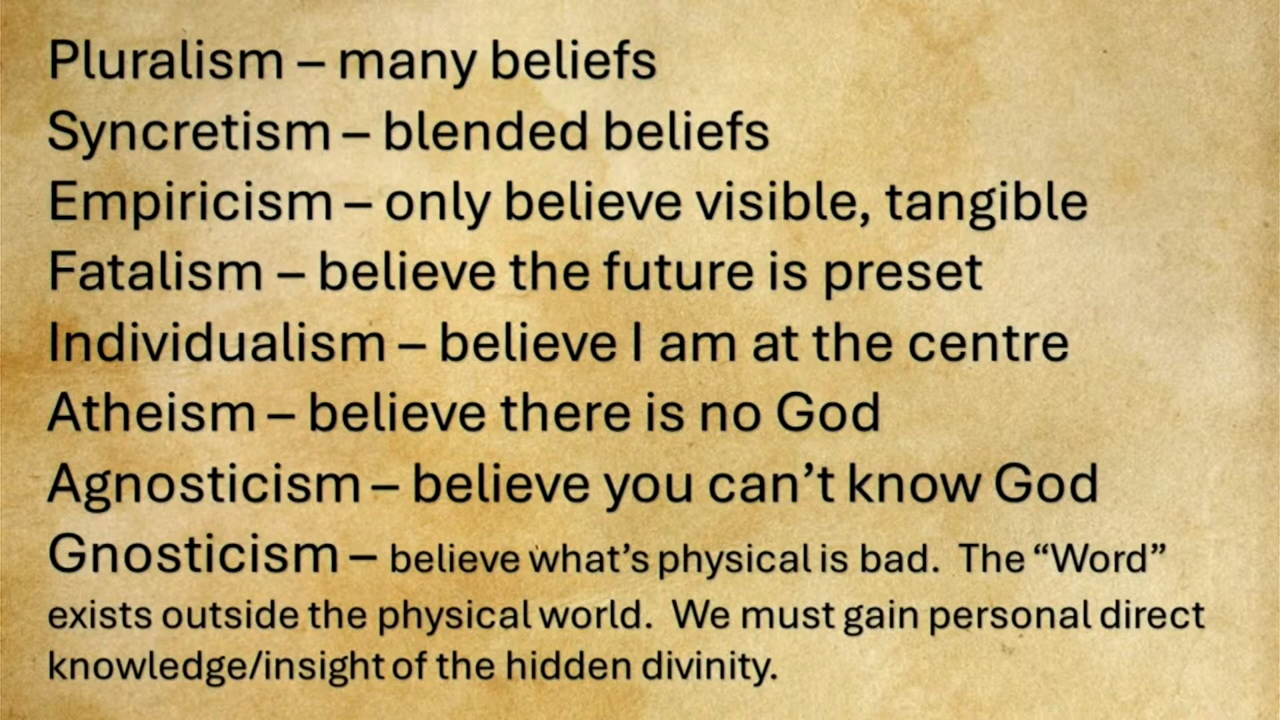 Pluralism – many beliefs
Syncretism – blended beliefs
Empiricism – only believe visible, tangible
Fatalism – believe the future is preset
Individualism – believe I am at the centre
Atheism – believe there is no God
Agnosticism – believe you can’t know God
Gnosticism – believe what’s physical is bad.  The “Word”
exists outside the physical world.  We must gain personal direct
knowledge/insight of the hidden divinity.